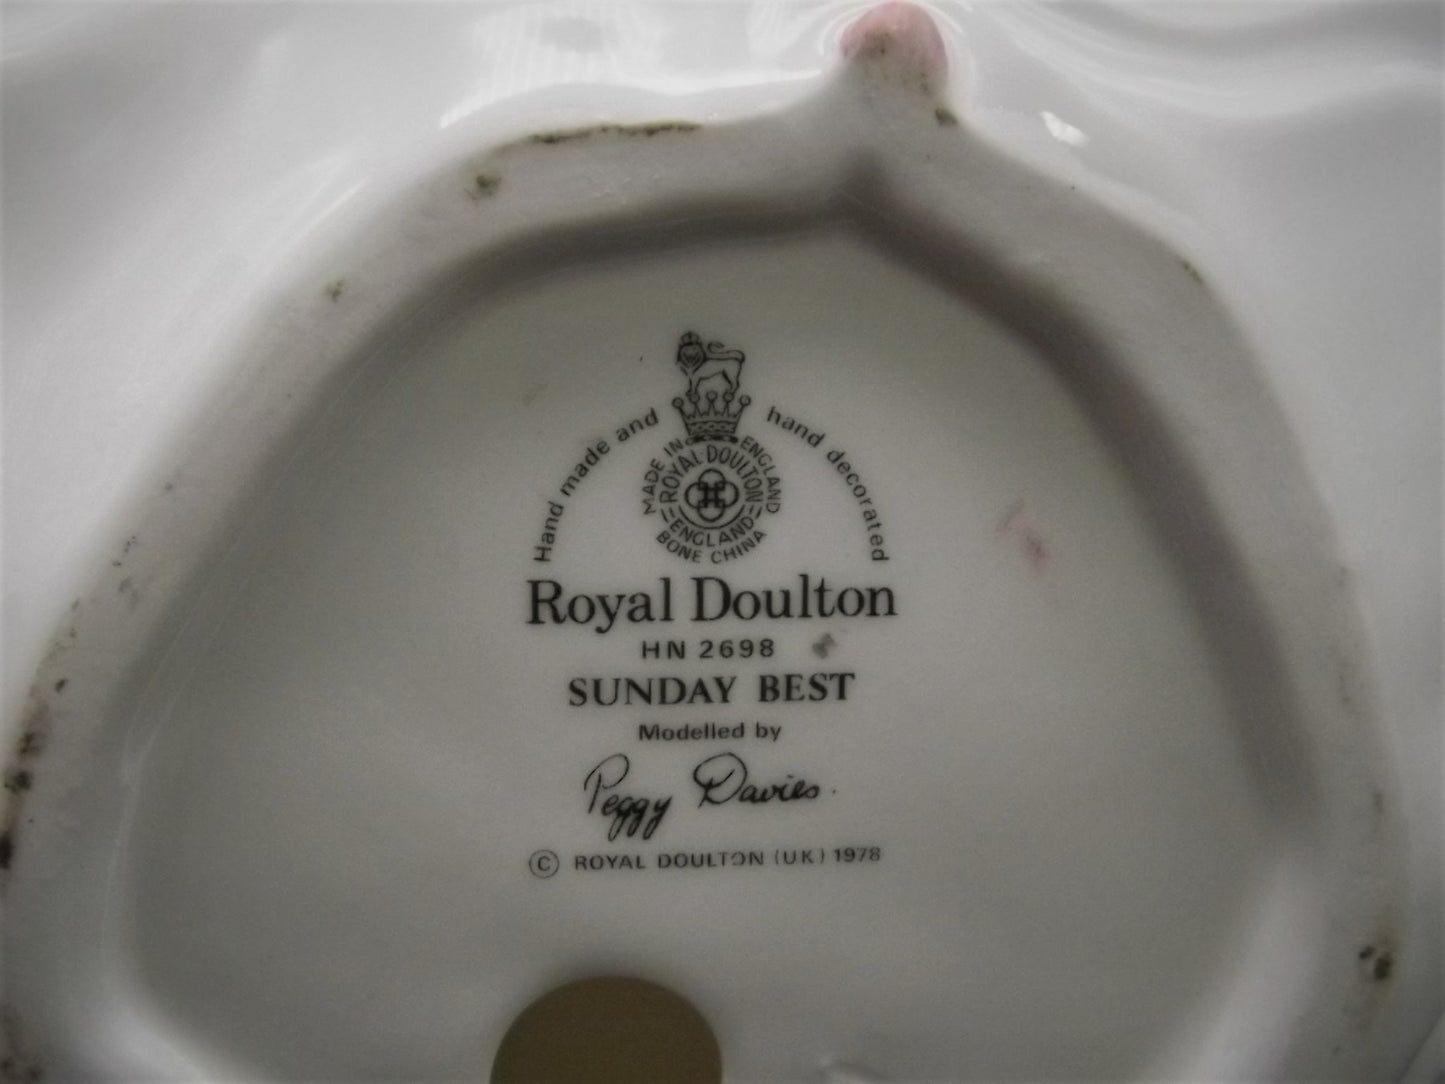 Hand made and hand decorated
MADE IN ENGLAND
ROYAL DOULTON
ENGLAND
BONE CHINA
Royal Doulton
HN 2698
SUNDAY BEST
Modelled by
Peggy Davies.
© ROYAL DOULTON (UK) 1978